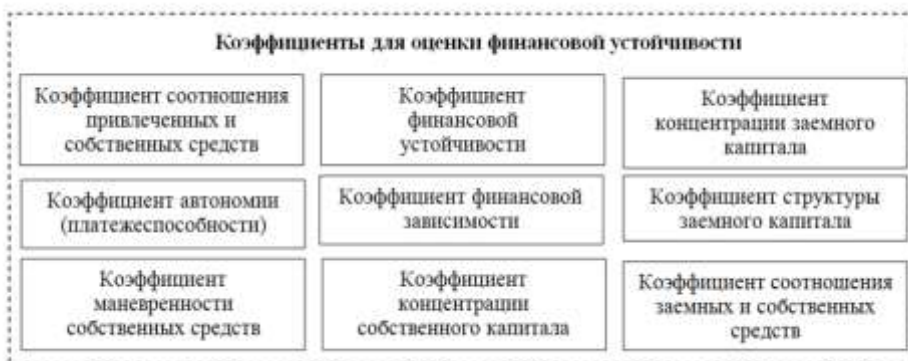 Коэффициенты для оценки финансовой устойчивости
Коэффициент соотношения
привлеченных и
собственных средств
Коэффициент
финансовой
устойчивости
Коэффициент
концентрации заемного
капитала
Коэффициент автономии
(платежеспособности)
Коэффициент финансовой
зависимости
Коэффициент структуры
заемного капитала
Коэффициент
маневренности
собственных средств
Коэффициент
концентрации
собственного капитала
Коэффициент соотношения
заемных и собственных
средств